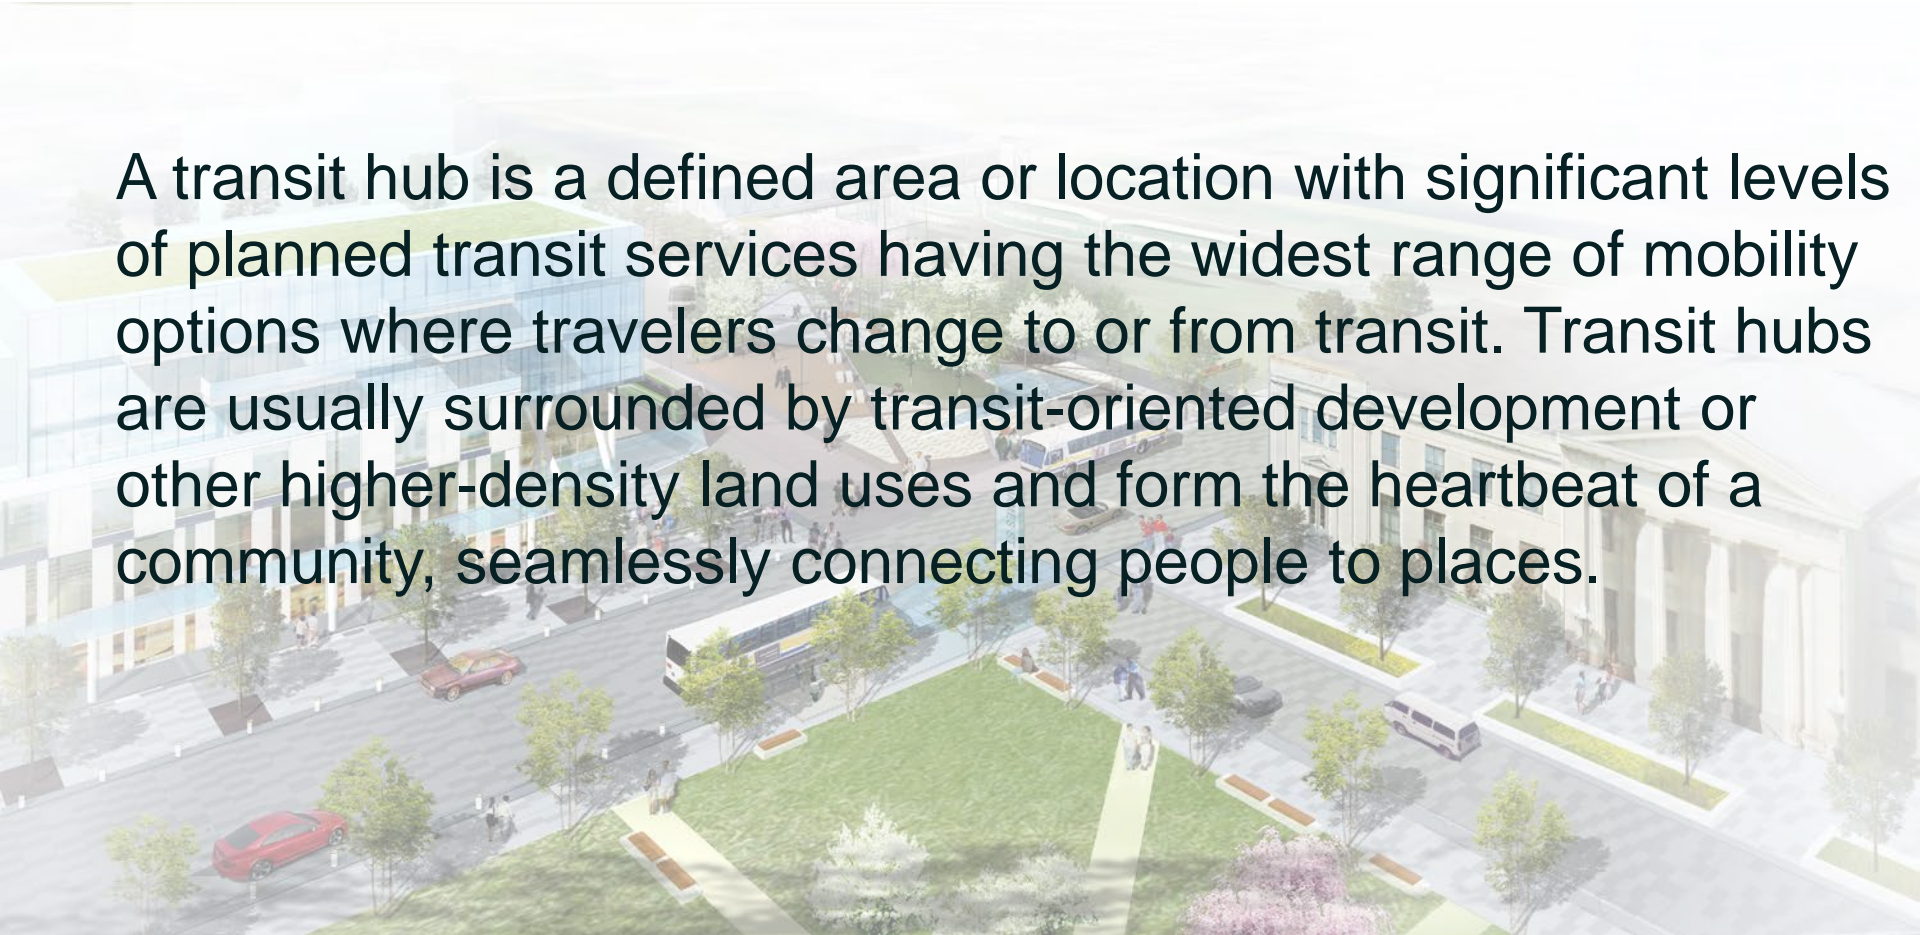 A transit hub is a defined area or location with significant levels
of planned transit services having the widest range of mobility
options where travelers change to or from transit. Transit hubs
are usually surrounded by transit-oriented development or
other higher-density land uses and form the heartbeat of a
community, seamlessly connecting people to places.